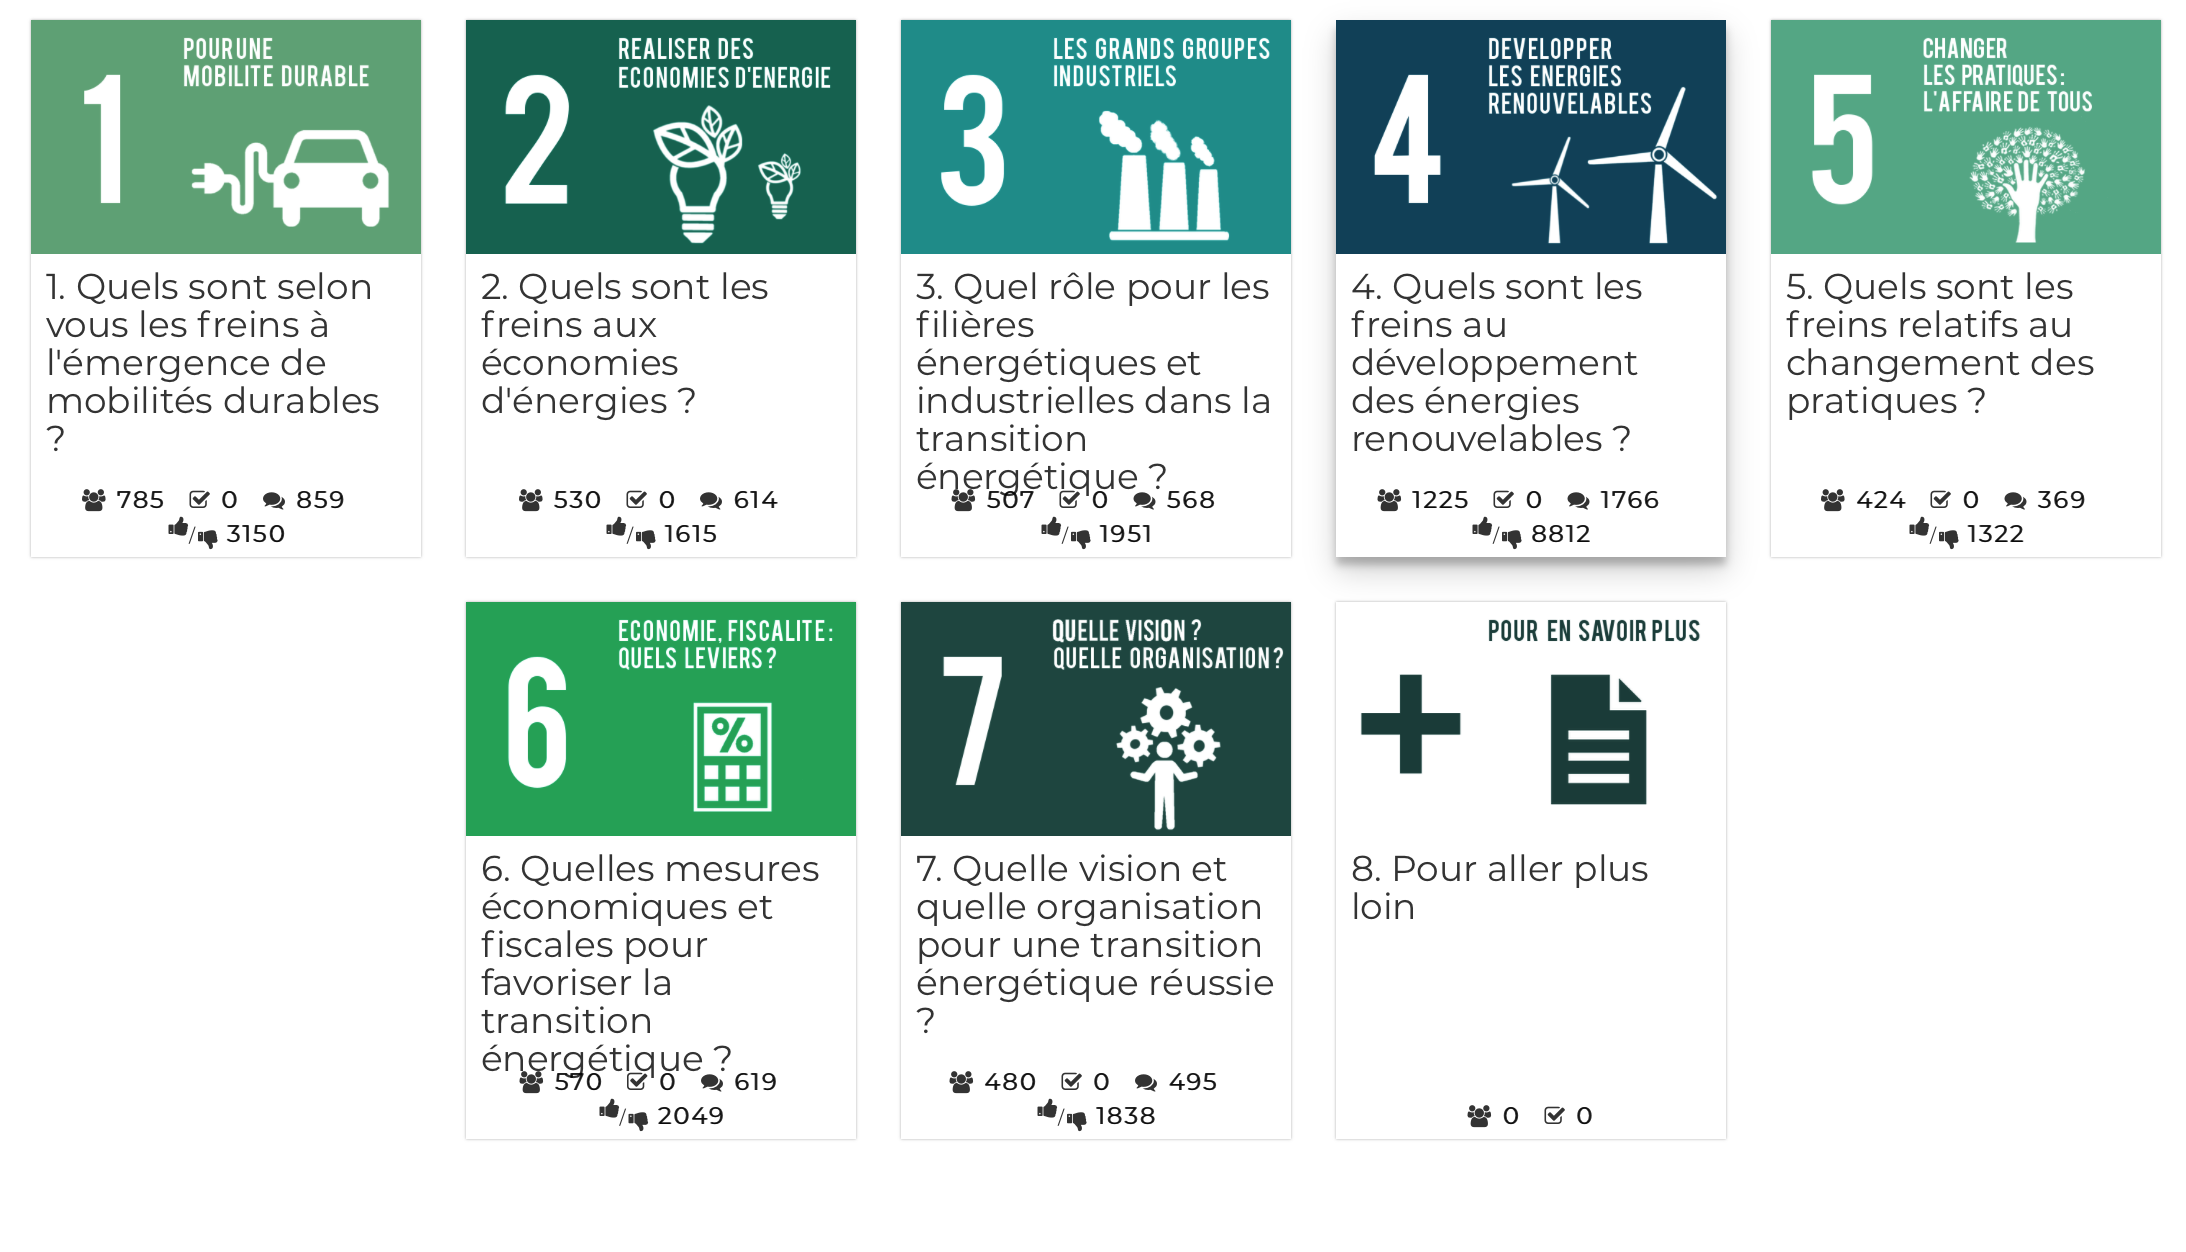 1
POUR UNE
MOBILITE DURABLE
1. Quels sont selon
vous les freins à
l'émergence de
mobilités durables
?
785 0 859
/ 3150
2
REALISER DES
ECONOMIES D'ENERGIE
2. Quels sont les
freins aux
économies
d'énergies ?
530 0 614
/ 1615
3
LES GRANDS GROUPES
INDUSTRIELS
3. Quel rôle pour les
filières
énergétiques et
industrielles dans la
transition
énergétique ?
507 0 568
/ 1951
4
DEVELOPPER
LES ENERGIES
RENOUVELABLES
4. Quels sont les
freins au
développement
des énergies
renouvelables ?
1225 0 1766
/ 8812
5
CHANGER
LES PRATIQUES :
L'AFFAIRE DE TOUS
5. Quels sont les
freins relatifs au
changement des
pratiques ?
424 0 369
/ 1322
6
ECONOMIE, FISCALITE :
QUELS LEVIERS ?
%
6. Quelles mesures
économiques et
fiscales pour
favoriser la
transition
énergétique ?
570 0 619
/ 2049
7
QUELLE VISION ?
QUELLE ORGANISATION ?
7. Quelle vision et
quelle organisation
pour une transition
énergétique réussie
?
480 0 495
/ 1838
+
POUR EN SAVOIR PLUS
8. Pour aller plus
loin
0 0